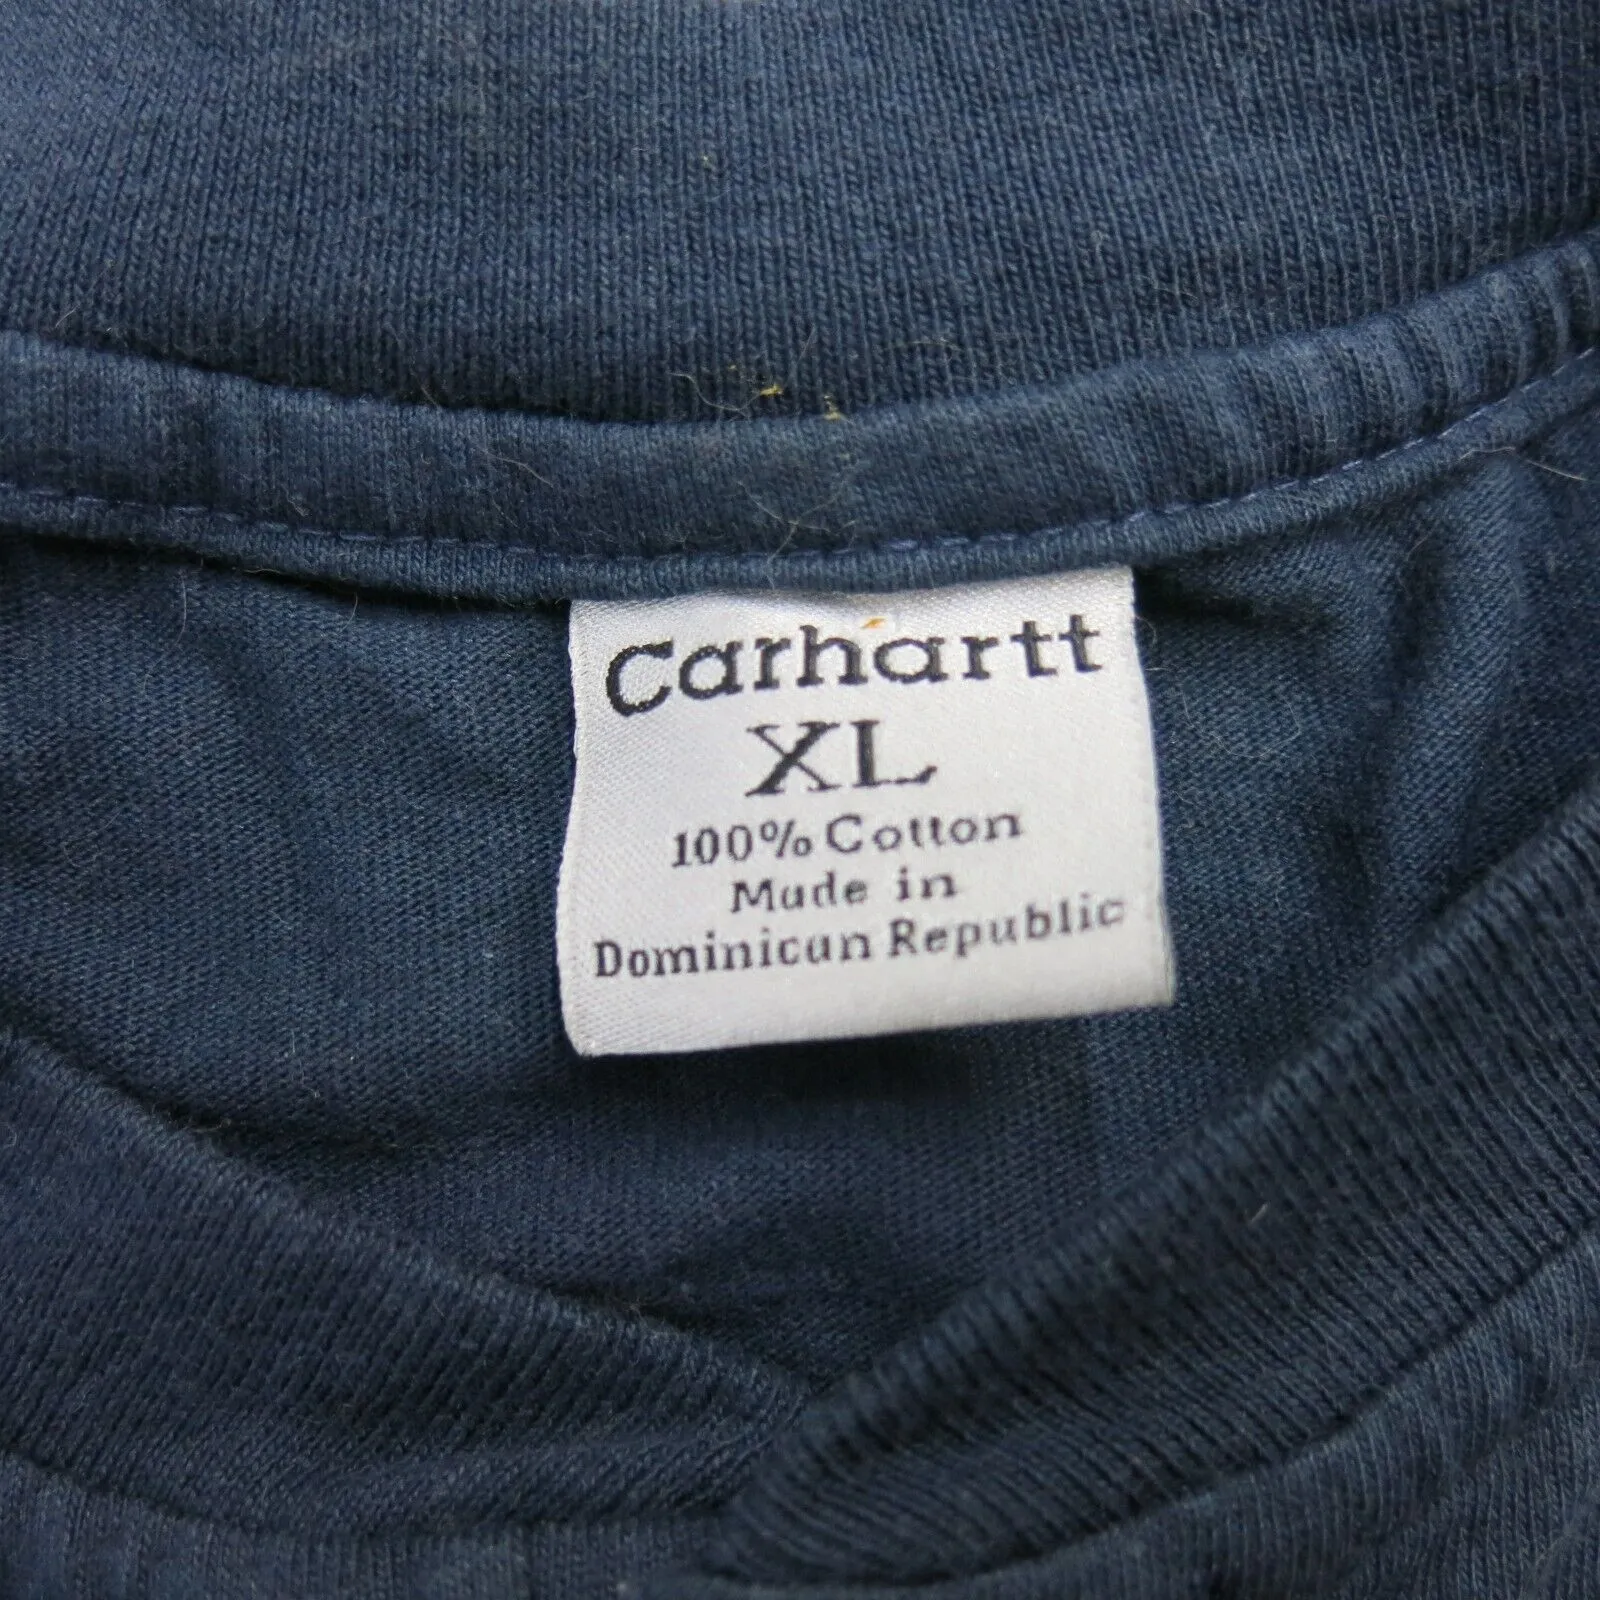 Carhartt
XL
100% Cotton
Made in
Dominican Republic